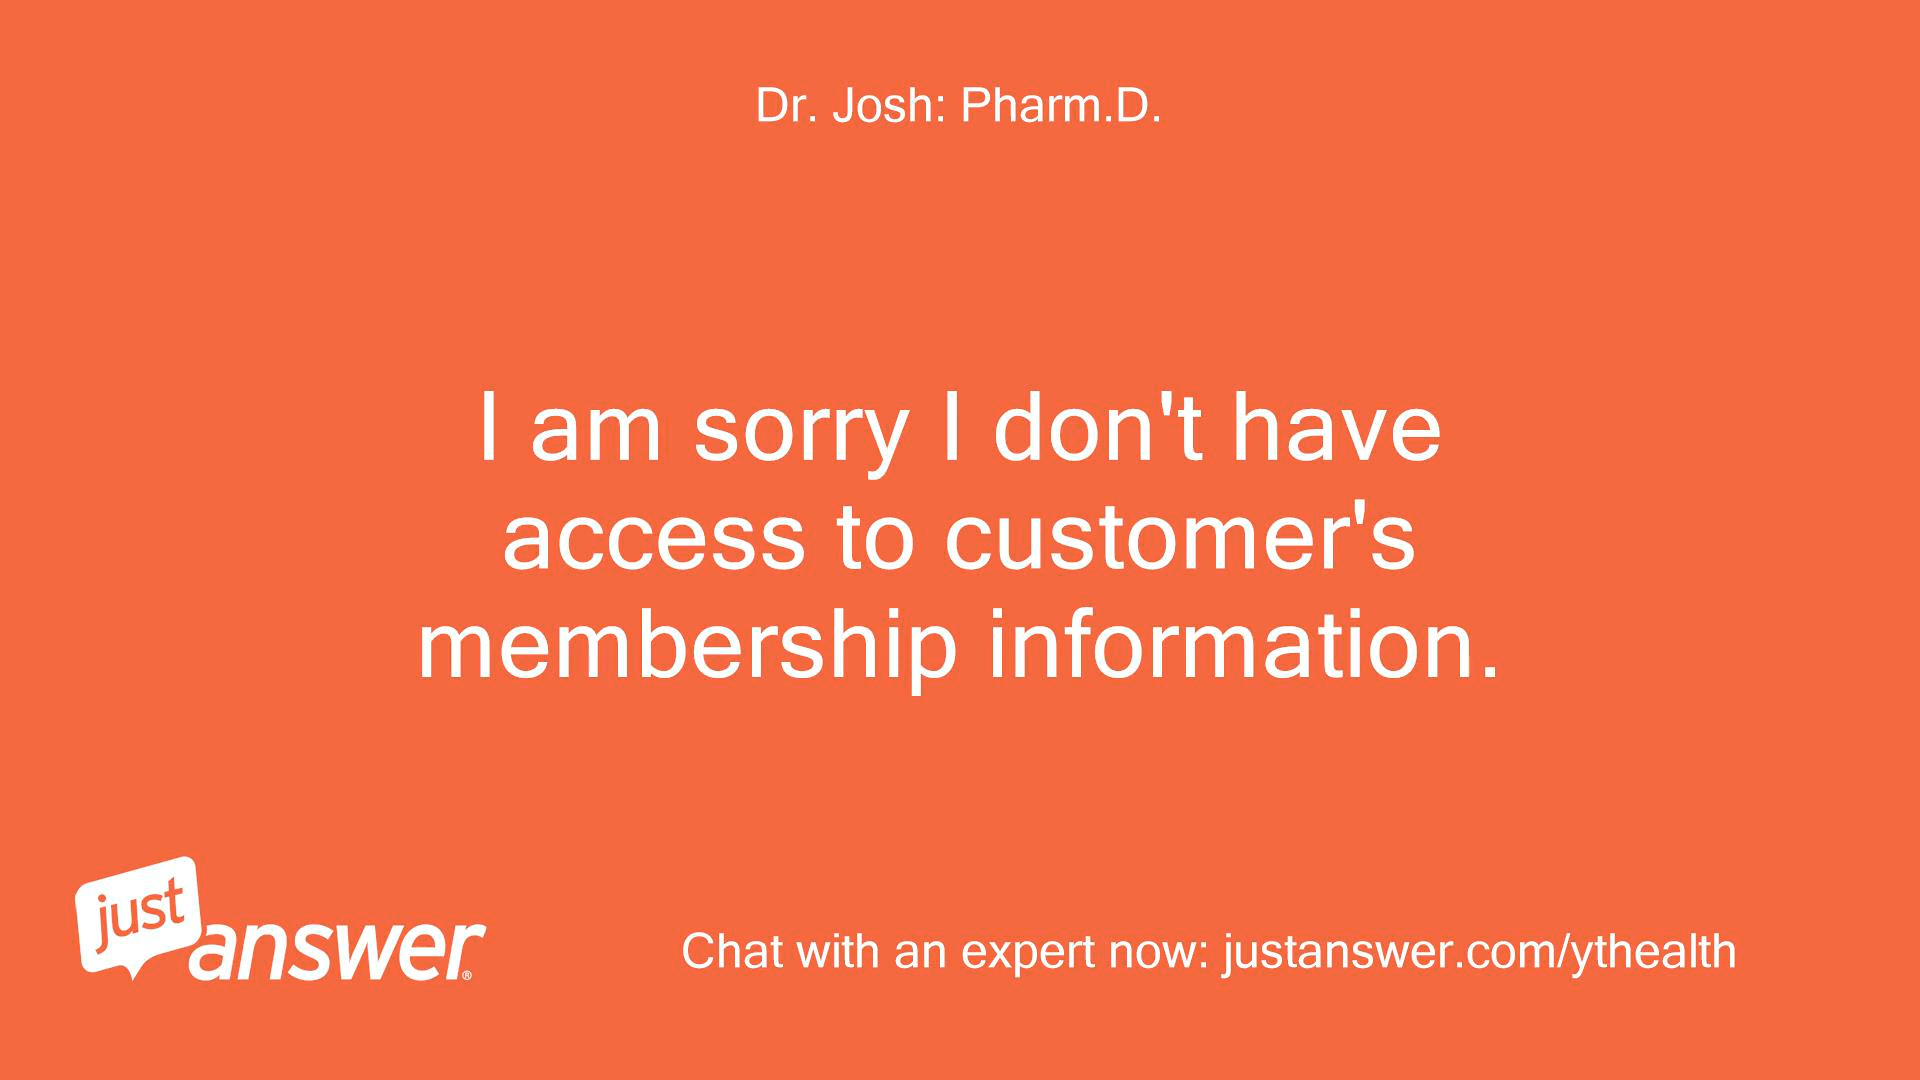 Dr. Josh: Pharm.D.
I am sorry I don't have
access to customer's
membership information.
just
answer®
Chat with an expert now: justanswer.com/ythealth